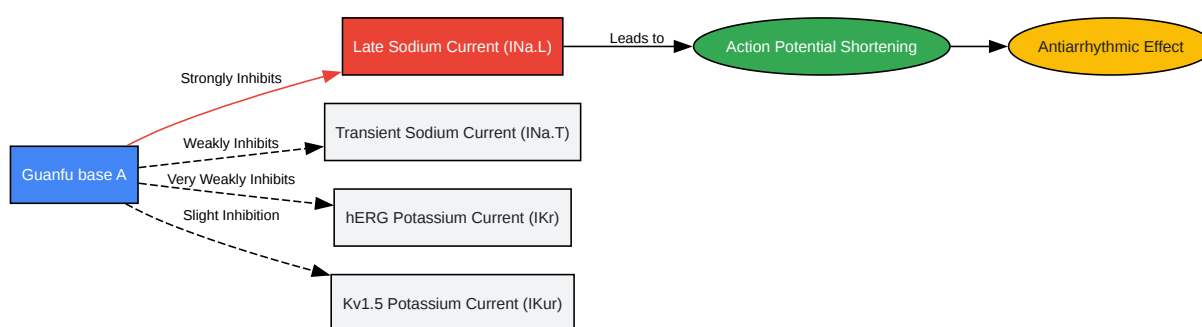 Late Sodium Current (INa.L)
Leads to
Action Potential Shortening
Antiarrhythmic Effect
Strongly Inhibits
Transient Sodium Current (INa.T)
Weakly Inhibits
Guanfu base A
Very Weakly Inhibits
hERG Potassium Current (IKr)
Slight Inhibition
Kv1.5 Potassium Current (IKur)